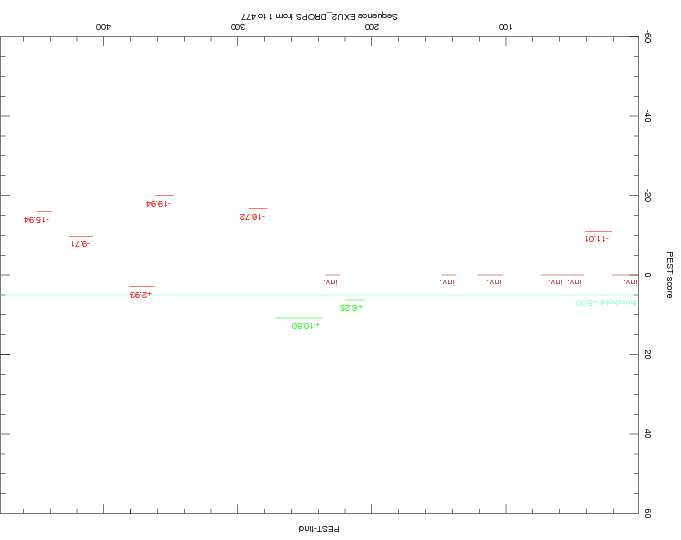 PEST-find
60
40
20
0
-20
-40
-60
PEST score
+10.80
+6.25
threshold +5.00
+2.93
inv.
inv.
inv.
inv.
inv.
inv.
-11.01
-9.71
-16.72
-15.94
-19.94
100
200
300
400
Sequence EXU2_DROPS from 1 to 477